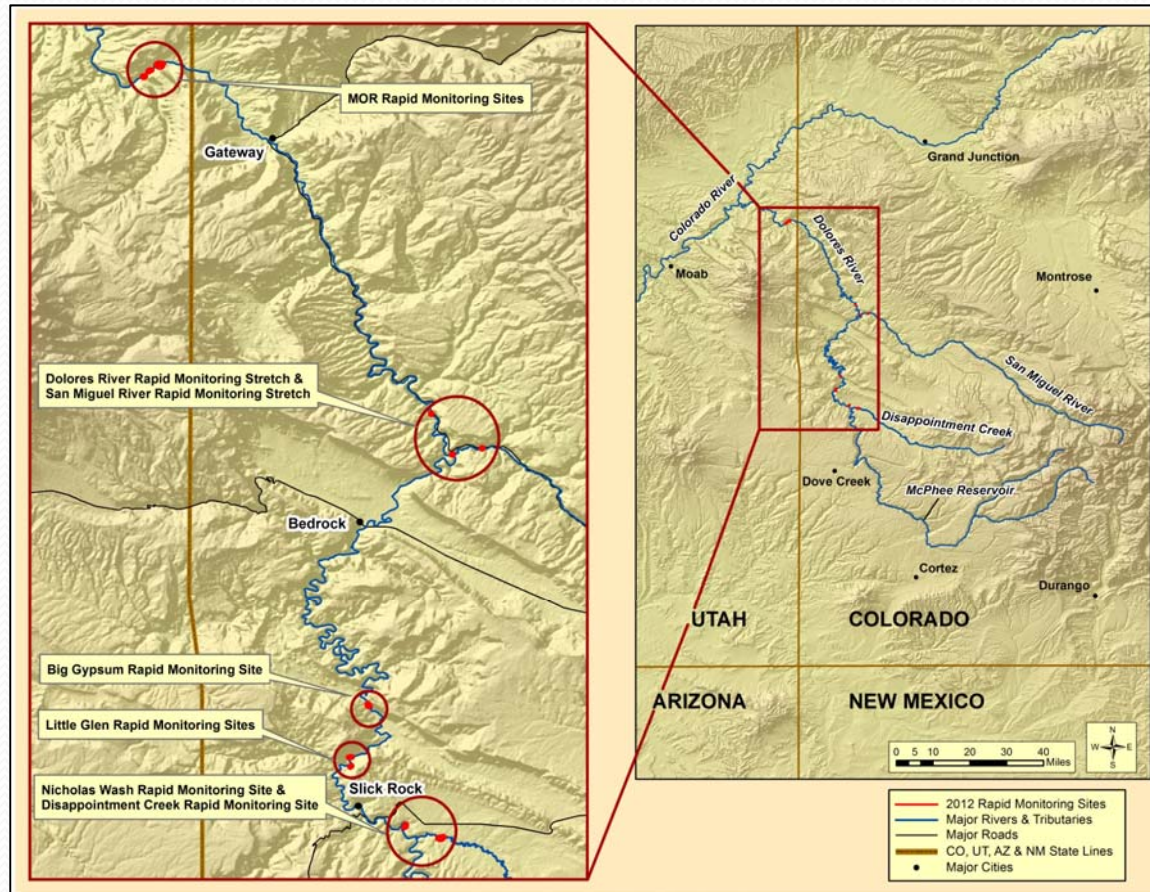 MOR Rapid Monitoring Sites
Gateway
Dolores River Rapid Monitoring Stretch &
San Miguel River Rapid Monitoring Stretch
Bedrock
Big Gypsum Rapid Monitoring Site
Little Glen Rapid Monitoring Sites
Nicholas Wash Rapid Monitoring Site &
Disappointment Creek Rapid Monitoring Site
Slick Rock
Grand Junction
Colorado River
Dolores River
Moab
Montrose
San Miguel River
Disappointment Creek
Dove Creek
McPhee Reservoir
Cortez
Durango
UTAH
COLORADO
ARIZONA
NEW MEXICO
N
W E
S
0 5 10 20 30 40
Miles
2012 Rapid Monitoring Sites
Major Rivers & Tributaries
Major Roads
CO, UT, AZ & NM State Lines
Major Cities